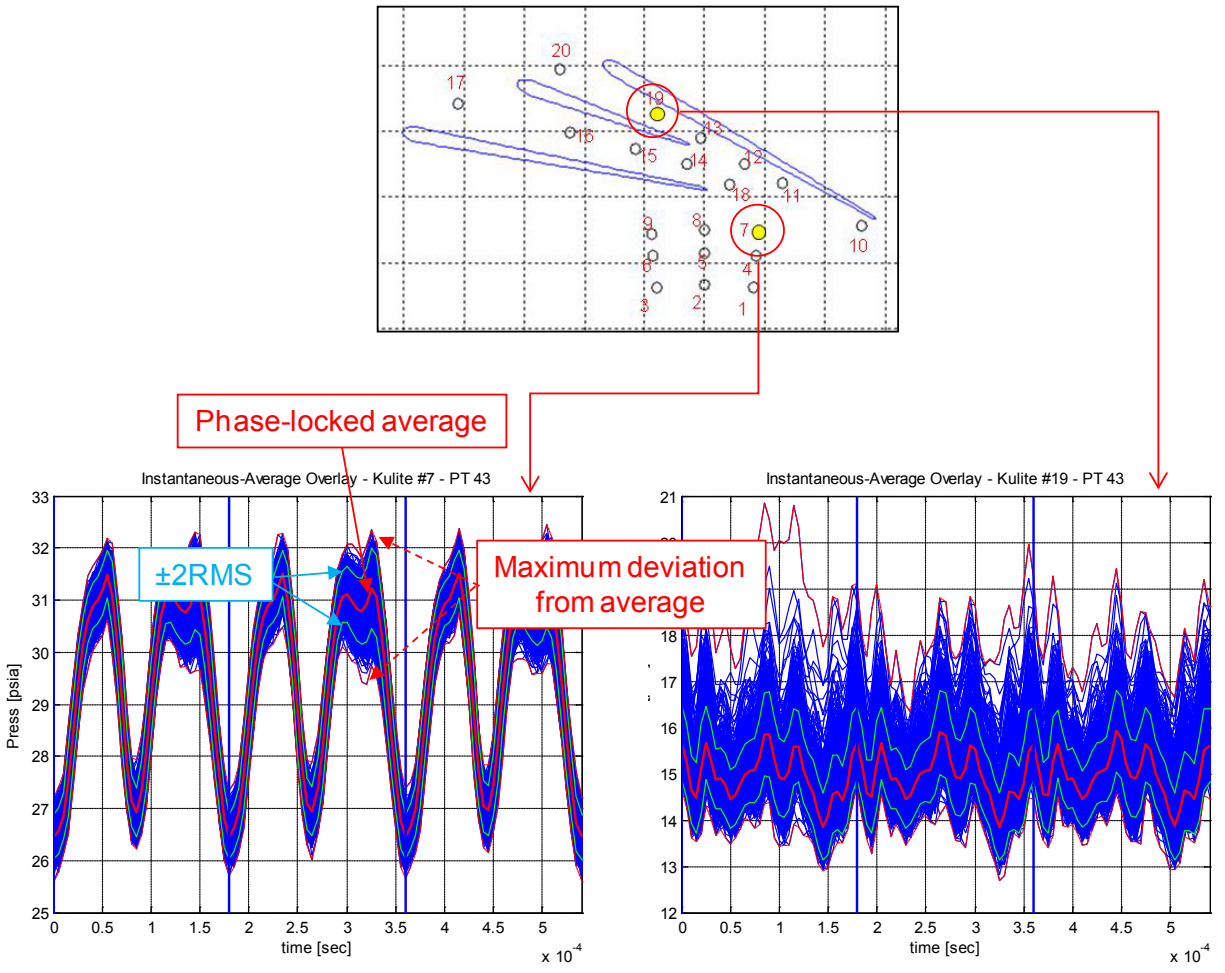 20
17
19
16
13
15
14
12
18
11
9
8
7
10
6
5
4
3
2
1
Phase-locked average
±2RMS
Maximum deviation
from average
Instantaneous-Average Overlay - Kulite #7 - PT 43
33
32
31
30
29
28
27
26
25
Press [psia]
0 0.5 1 1.5 2 2.5 3 3.5 4 4.5 5
time [sec]
x 10⁻⁴
Instantaneous-Average Overlay - Kulite #19 - PT 43
21
18
17
16
15
14
13
12
0 0.5 1 1.5 2 2.5 3 3.5 4 4.5 5
time [sec]
x 10⁻⁴